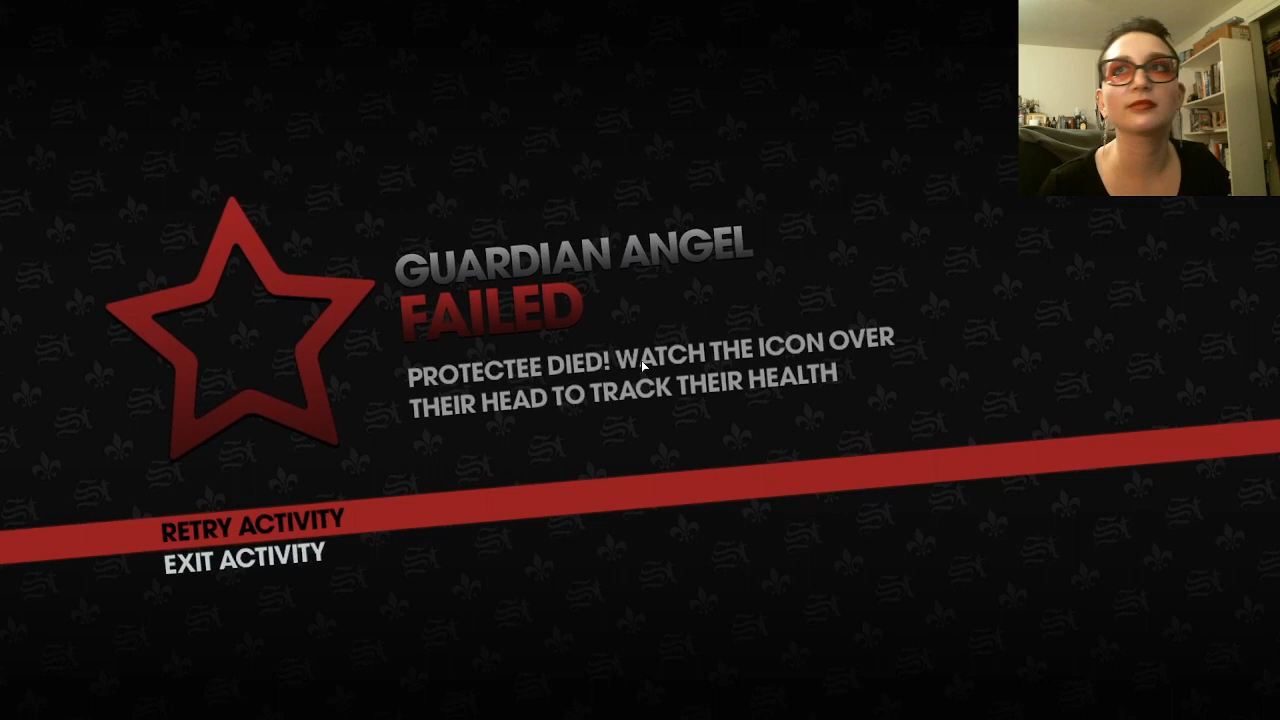 GUARDIAN ANGEL
FAILED
PROTECTEE DIED! WATCH THE ICON OVER
THEIR HEAD TO TRACK THEIR HEALTH
RETRY ACTIVITY
EXIT ACTIVITY